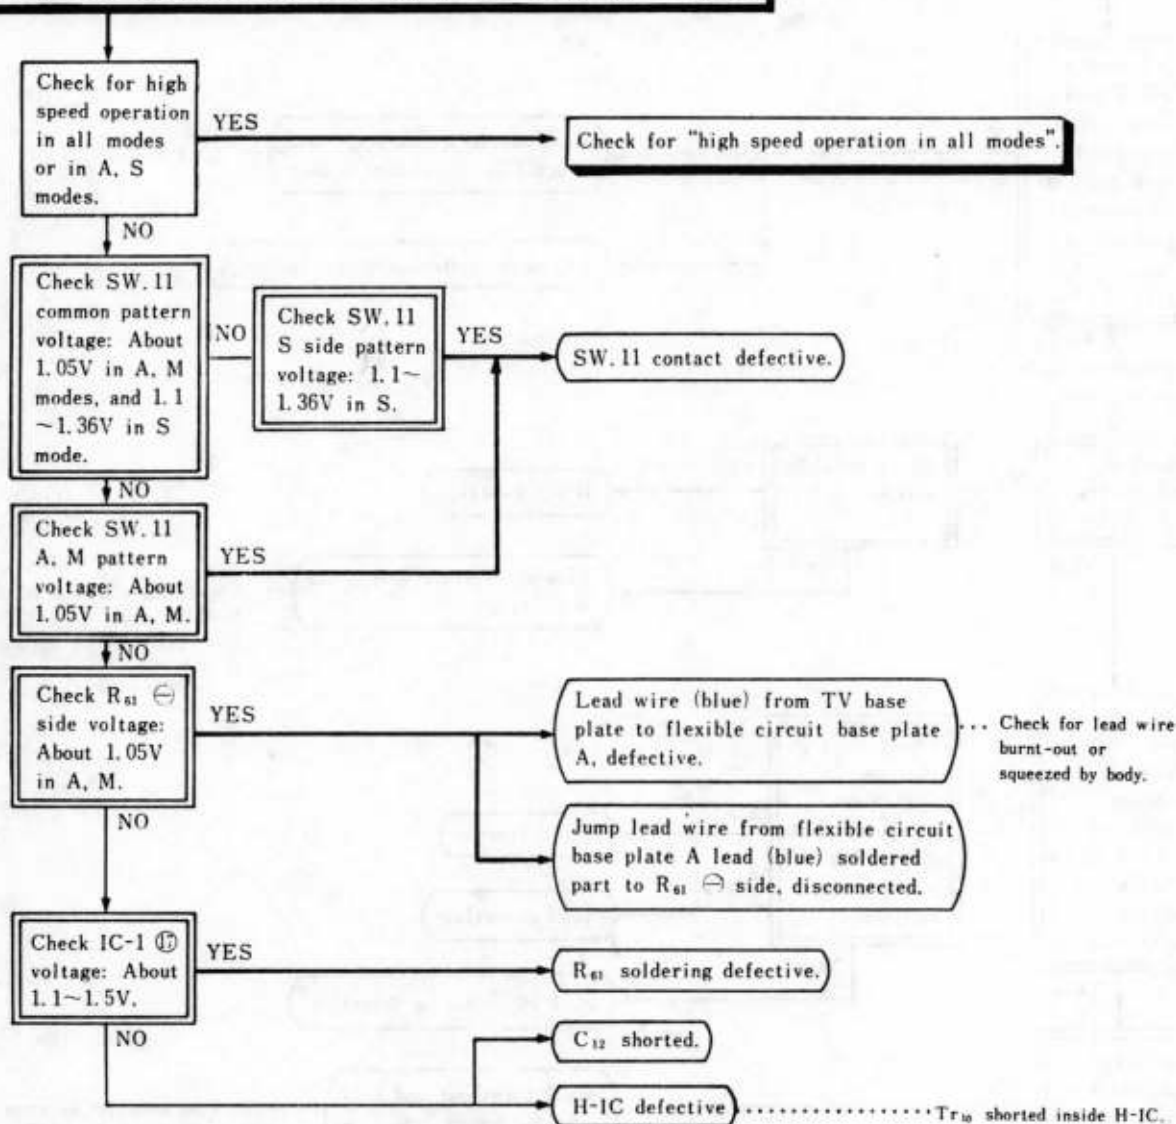 Check for high
speed operation
in all modes
or in A, S
modes.
YES
Check for "high speed operation in all modes".
NO
Check SW. 11
common pattern
voltage: About
1.05V in A, M
modes, and 1.1
~1.36V in S
mode.
NO
Check SW. 11
S side pattern
voltage: 1.1~
1.36V in S.
YES
SW. 11 contact defective.
NO
Check SW. 11
A, M pattern
voltage: About
1.05V in A, M.
YES
NO
Check R₆₁ ⊖
side voltage:
About 1.05V
in A, M.
YES
Lead wire (blue) from TV base
plate to flexible circuit base plate
A, defective.
... Check for lead wire
burnt-out or
squeezed by body.
Jump lead wire from flexible circuit
base plate A lead (blue) soldered
part to R₆₁ ⊖ side, disconnected.
NO
Check IC-1 ⑰
voltage: About
1.1~1.5V.
YES
R₆₁ soldering defective.
NO
C₁₂ shorted.
H-IC defective
Tr₁₀ shorted inside H-IC.